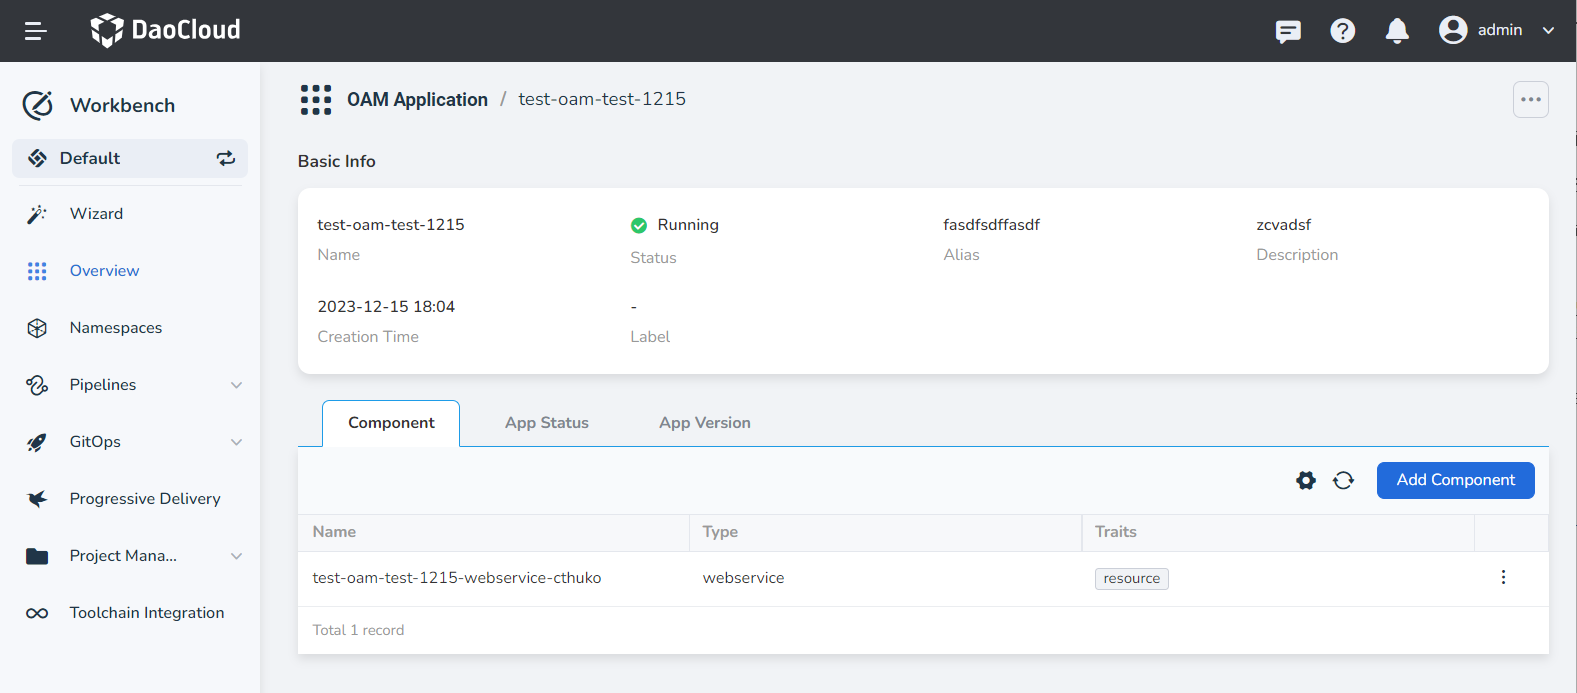 DaoCloud
admin
Workbench
Default
Wizard
Overview
Namespaces
Pipelines
GitOps
Progressive Delivery
Project Mana...
Toolchain Integration
OAM Application / test-oam-test-1215
Basic Info
test-oam-test-1215
Name
Running
Status
fasdfsdffasdf
Alias
zcvadsf
Description
2023-12-15 18:04
Creation Time
-
Label
Component App Status App Version
Add Component
Name Type Traits
test-oam-test-1215-webservice-cthuko webservice resource
Total 1 record